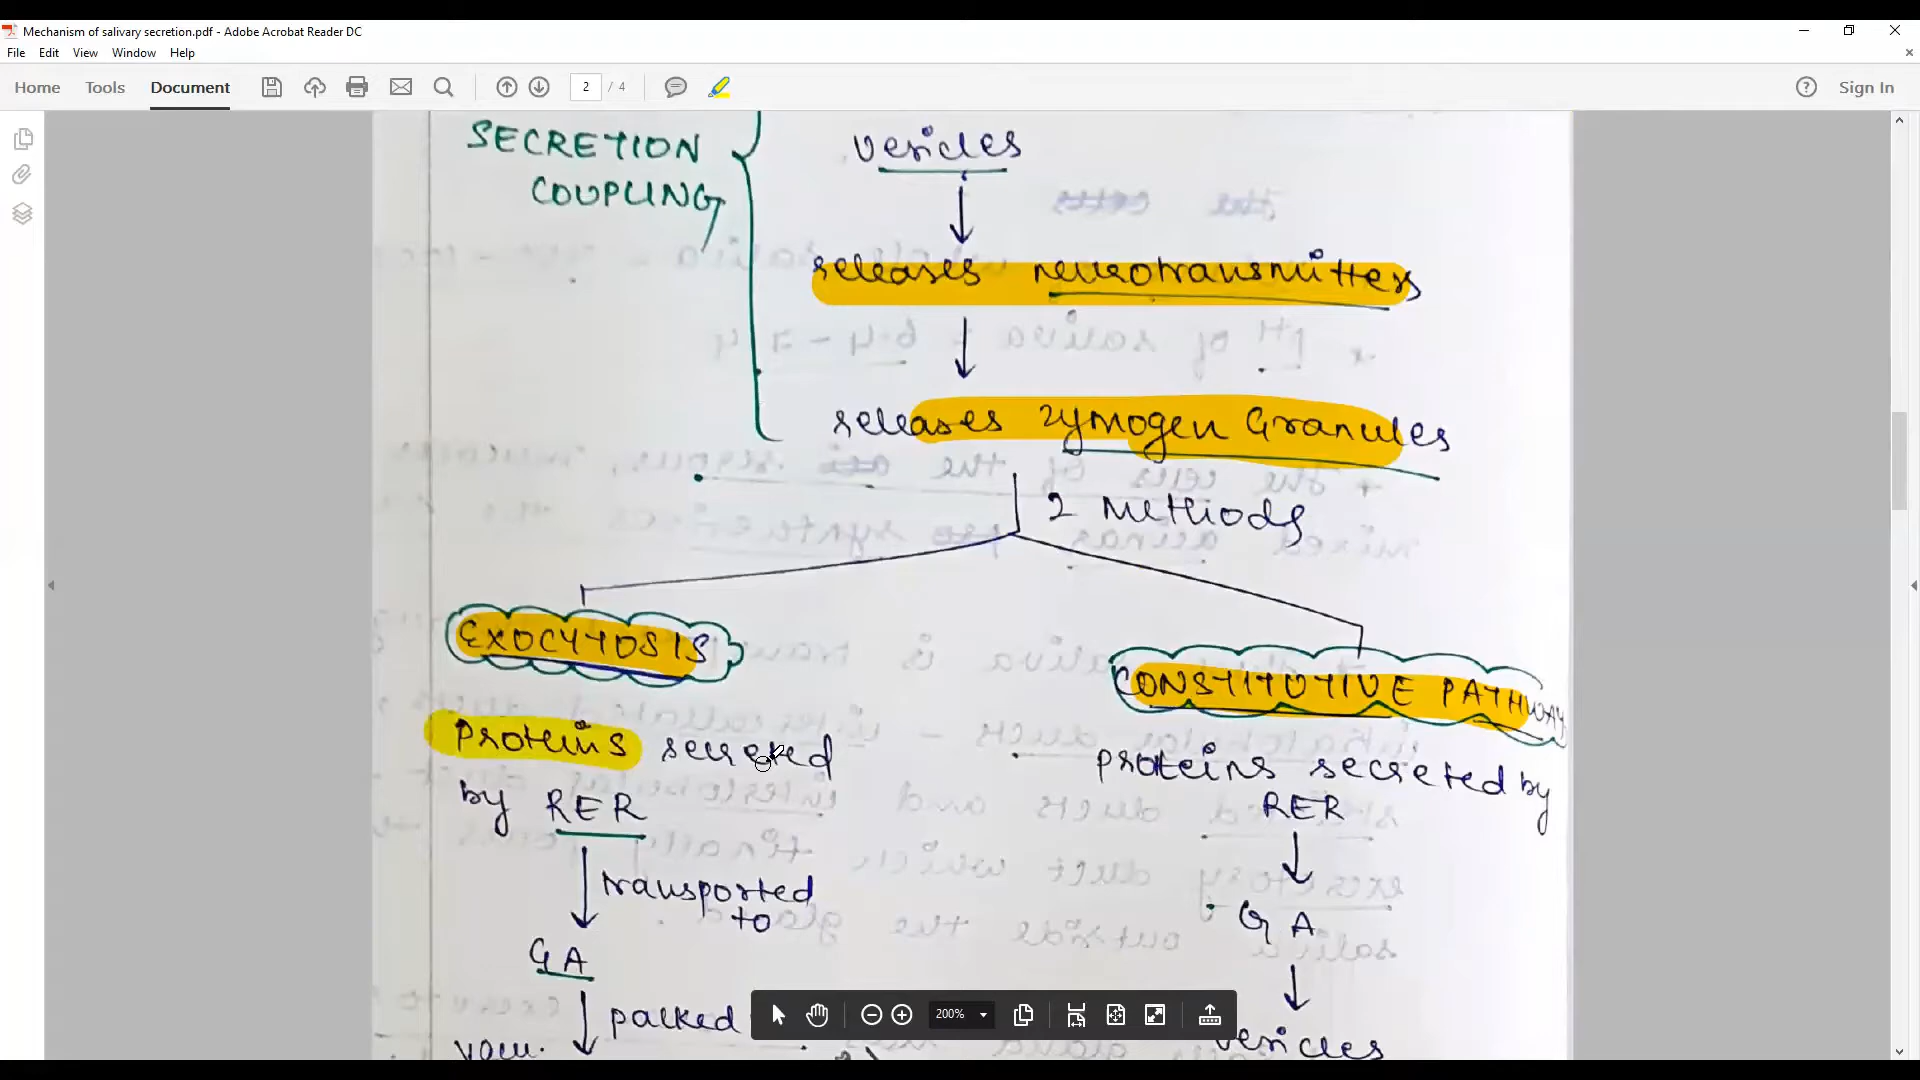 Mechanism of salivary secretion.pdf - Adobe Acrobat Reader DC
File Edit View Window Help
Home Tools Document 2 / 4 Sign In
SECRETION
COUPLING
vesicles
releases neurotransmitters
releases zymogen Granules
2 Methods
EXOCYTOSIS
CONSTITUTIVE PATHWAY
Proteins secreted
by RER
transported
to
GA
packed
proteins secreted by
RER
GA
vesicles
200%